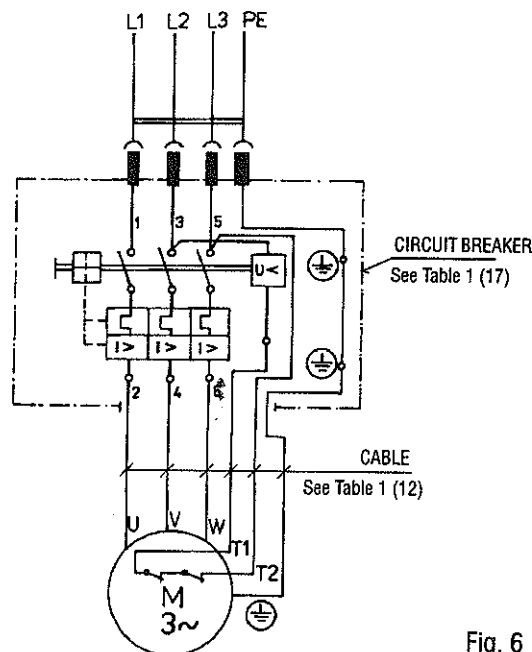 L1 L2 L3 PE
1 3 5
CIRCUIT BREAKER
See Table 1 (17)
U<
I> I> I>
2 4
CABLE
See Table 1 (12)
U V W
T1
T2
M
3~
Fig. 6